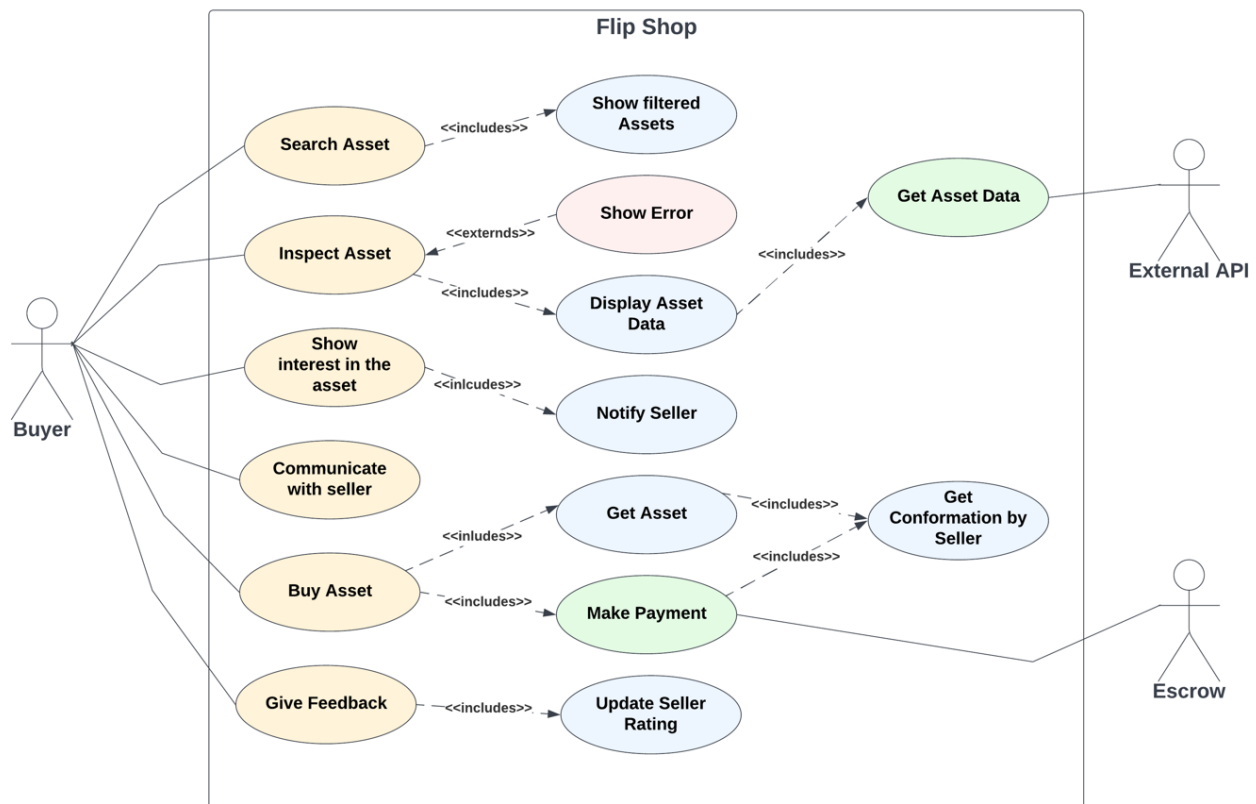 Flip Shop
Show filtered
Assets
<<includes>>
Search Asset
Get Asset Data
Show Error
<<externds>>
Inspect Asset
<<includes>>
External API
<<includes>>
Display Asset
Data
Show
interest in the
asset
<<inlcudes>>
Notify Seller
Buyer
Communicate
with seller
<<includes>>
Get Asset
Get
Conformation by
Seller
<<inludes>>
<<includes>>
Buy Asset
<<includes>>
Make Payment
Escrow
Give Feedback
<<includes>>
Update Seller
Rating